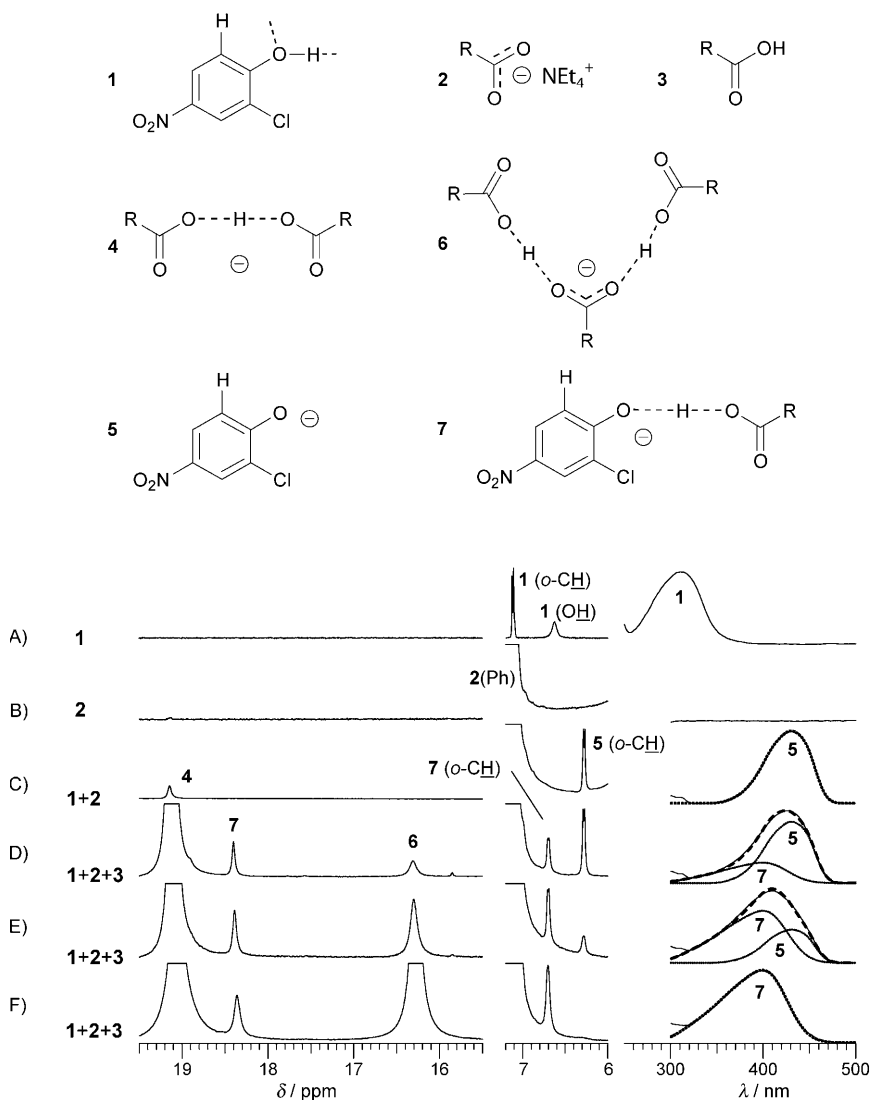 H
O H
1
O2N
Cl
R
O
2
O
⊖ NEt4+
3
R
OH
O
R
O
H
O
R
4
O
⊖
O
O
R
R
O
O
6
H
H
⊖
O
O
R
H
O ⊖
5
O2N
Cl
H
O
H
O
R
7
⊖
O
O2N
Cl
A) 1
1 (o-CH)
1 (OH)
1
B) 2
2(Ph)
C) 1+2
4
7 (o-CH)
5 (o-CH)
5
D) 1+2+3
7
6
5
7
E) 1+2+3
7
5
F) 1+2+3
7
19 18 17 16
7 6
300 400 500
δ / ppm
λ / nm